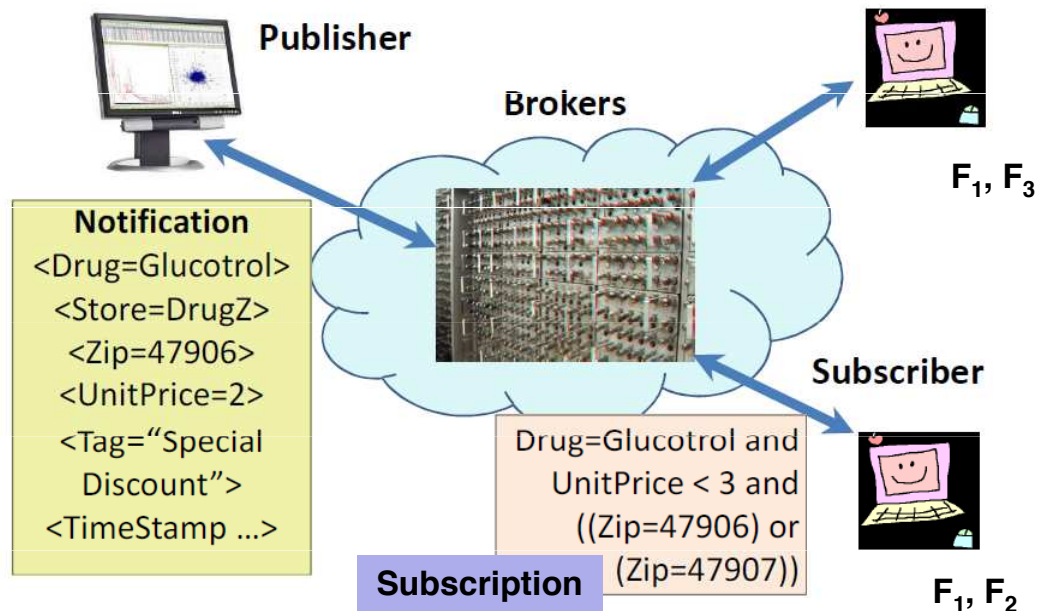 Publisher
Brokers
F1, F3
Notification
<Drug=Glucotrol>
<Store=DrugZ>
<Zip=47906>
<UnitPrice=2>
<Tag=“Special
Discount”>
<TimeStamp ...>
Subscriber
Drug=Glucotrol and
UnitPrice < 3 and
((Zip=47906) or
(Zip=47907))
Subscription
F1, F2